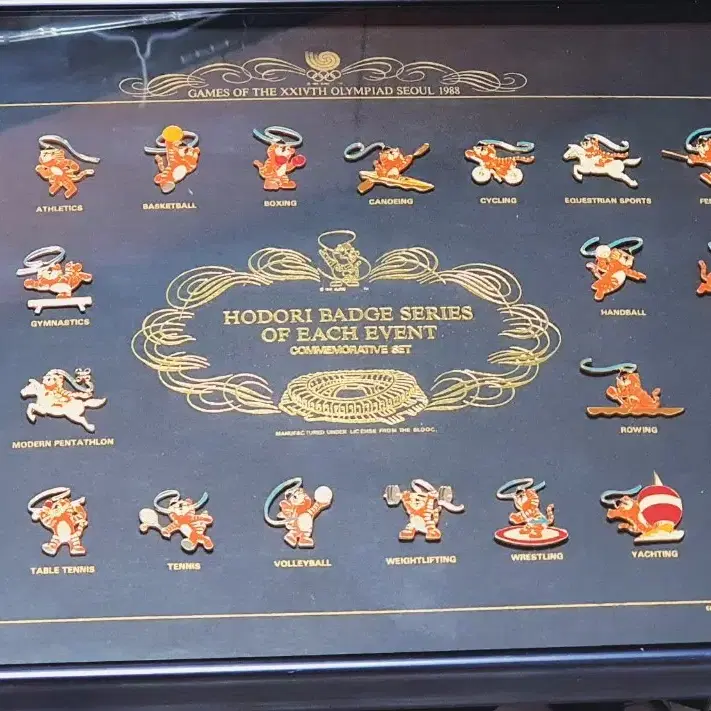 GAMES OF THE XXIVTH OLYMPIAD SEOUL 1988
ATHLETICS
BASKETBALL
BOXING
CANOEING
CYCLING
EQUESTRIAN SPORTS
GYMNASTICS
HODORI BADGE SERIES
OF EACH EVENT
COMMEMORATIVE SET
HANDBALL
MODERN PENTATHLON
MANUFACTURED UNDER LICENSE FROM THE SLOOC.
ROWING
TABLE TENNIS
TENNIS
VOLLEYBALL
WEIGHTLIFTING
WRESTLING
YACHTING